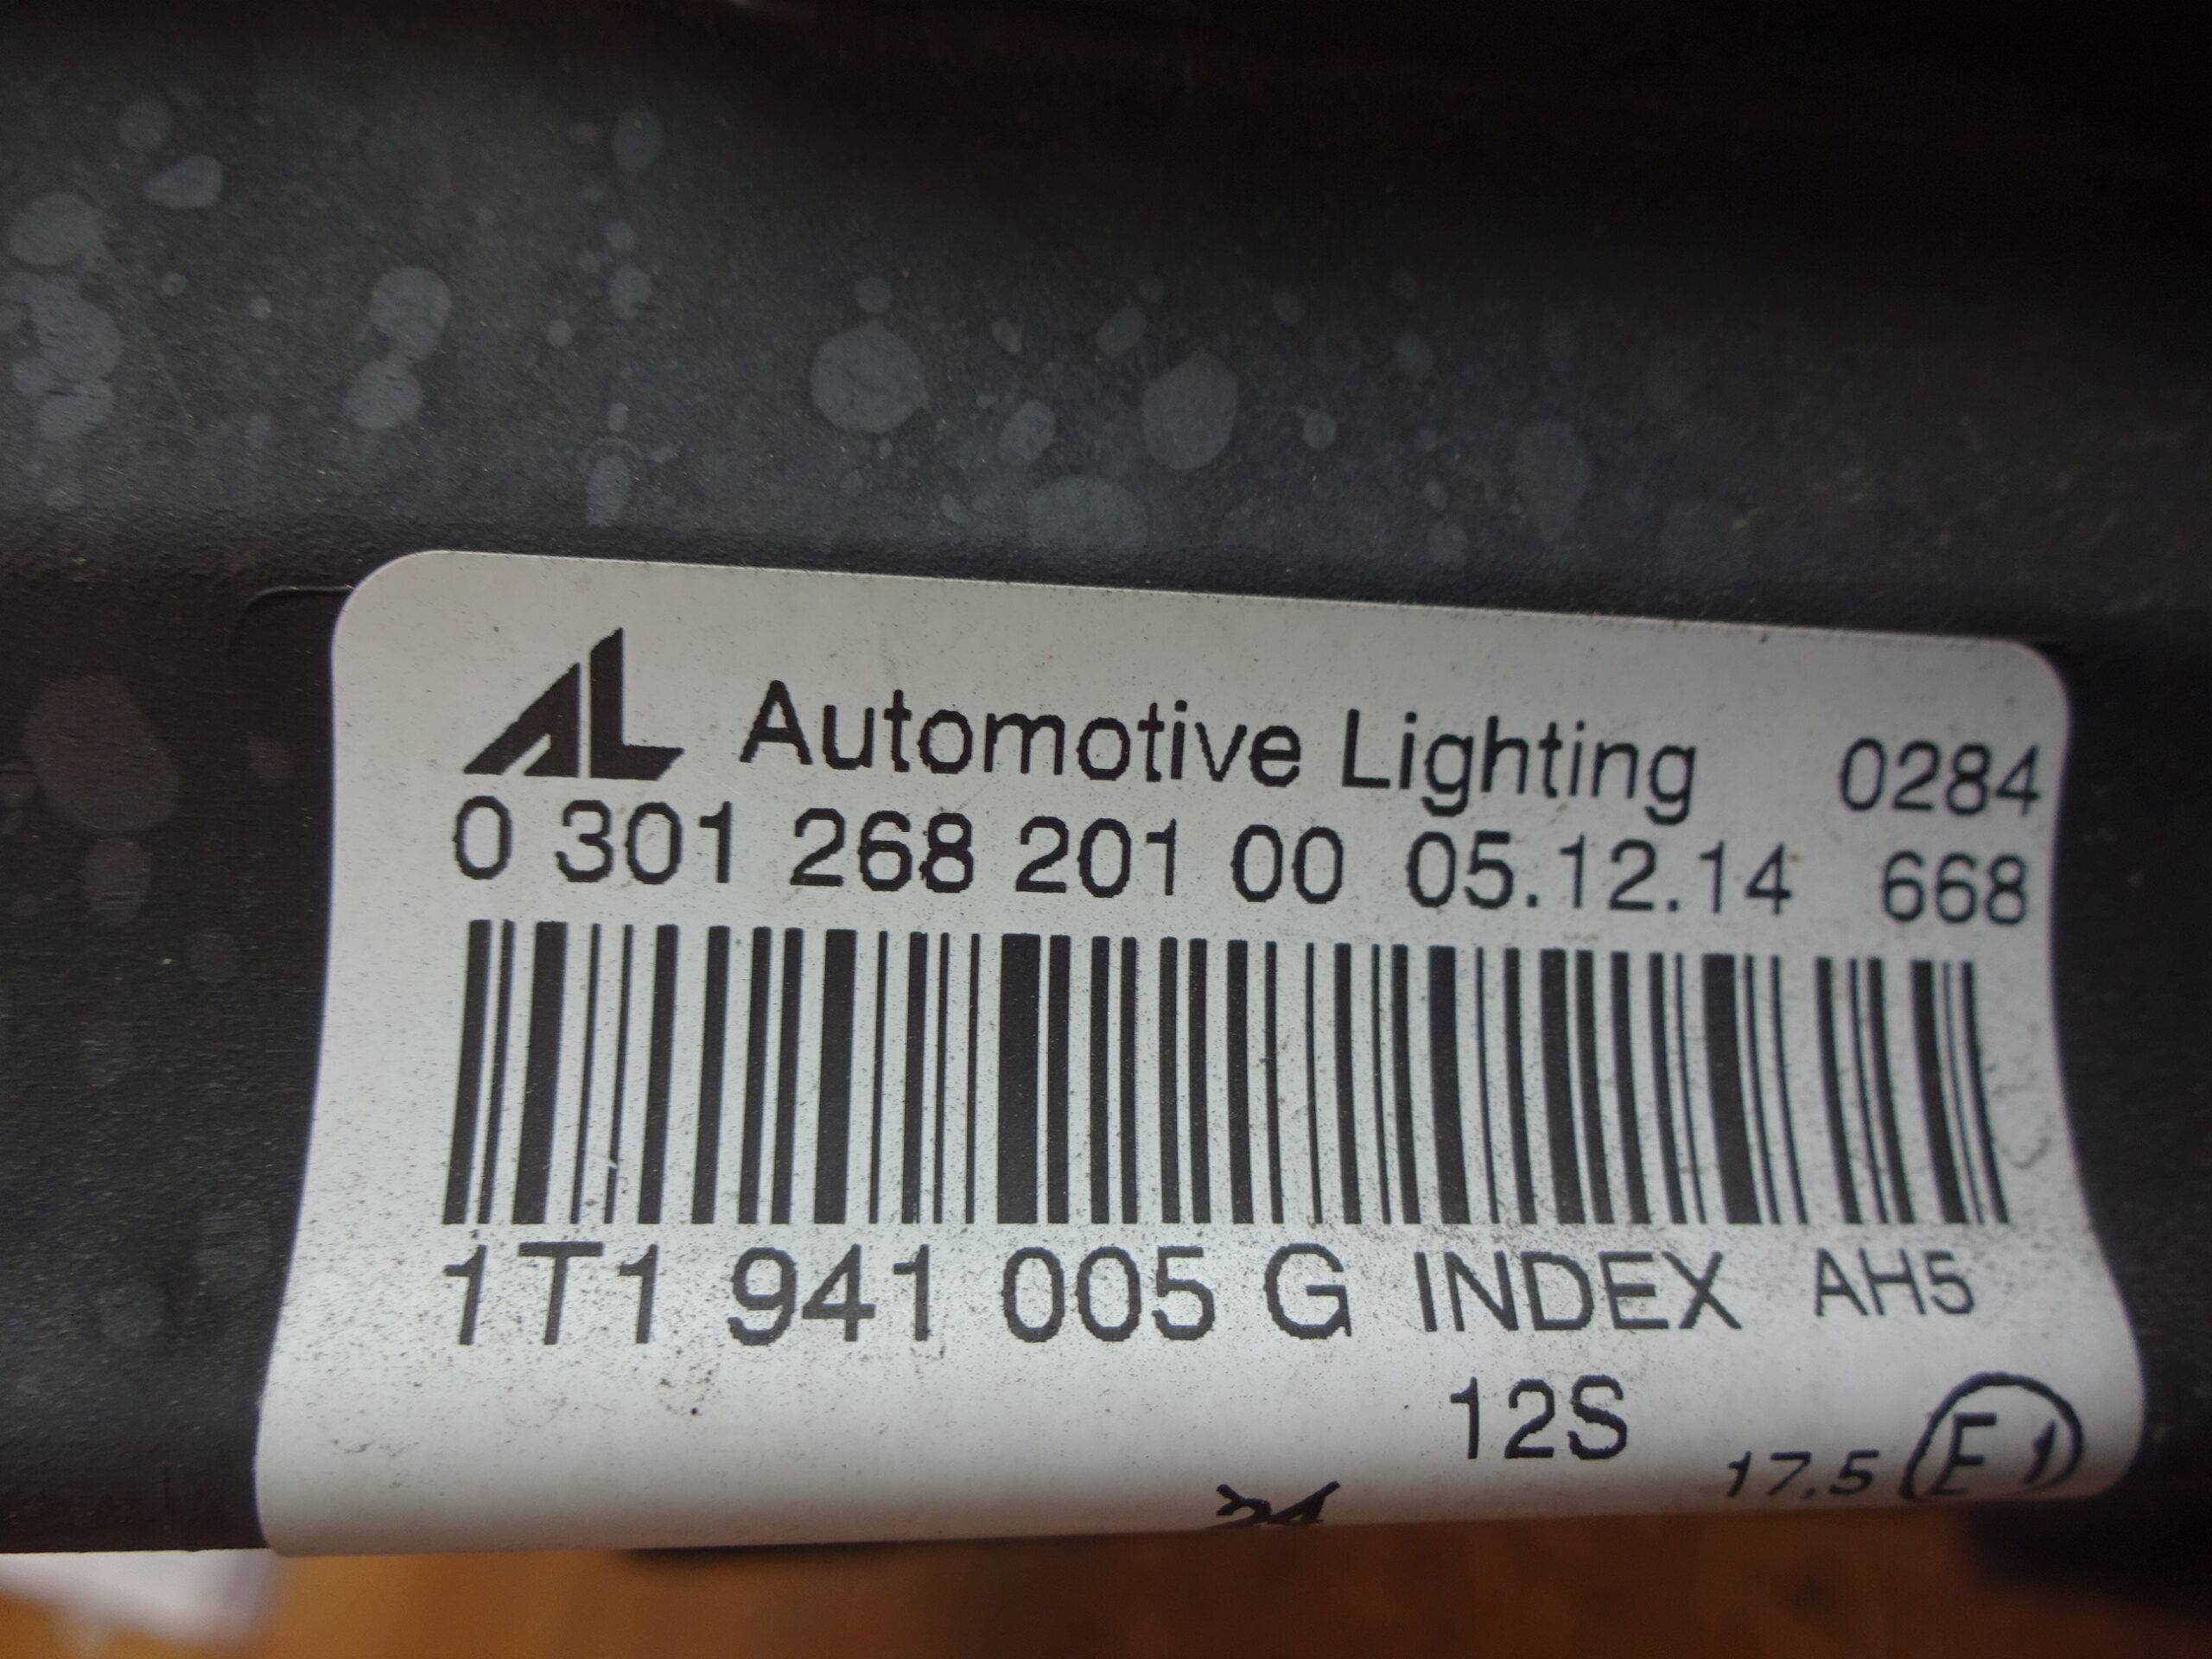 AL Automotive Lighting 0284
0 301 268 201 00 05.12.14 668
1T1 941 005 G INDEX AH5
12S
17,5 E1